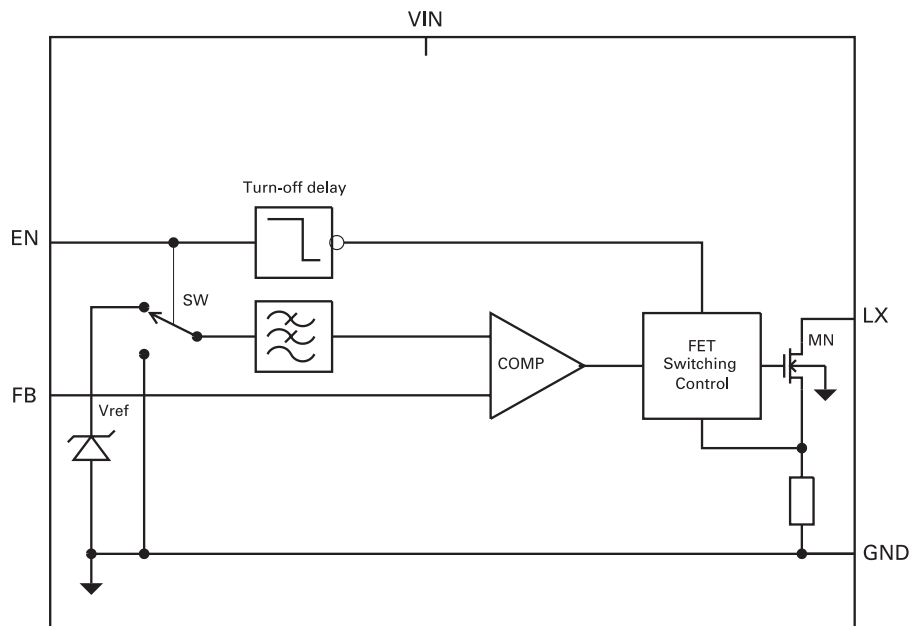 VIN
Turn-off delay
EN
SW
LX
MN
FET
Switching
Control
COMP
FB
Vref
GND